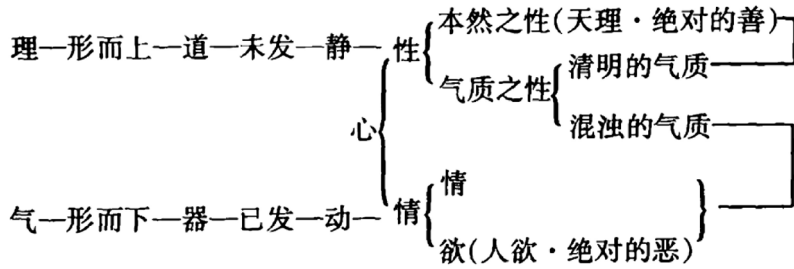 本然之性(天理·绝对的善)
理—形而上—道—未发—静—性
清明的气质
气质之性
混浊的气质
心
情
气—形而下—器—已发—动—情
欲(人欲·绝对的恶)